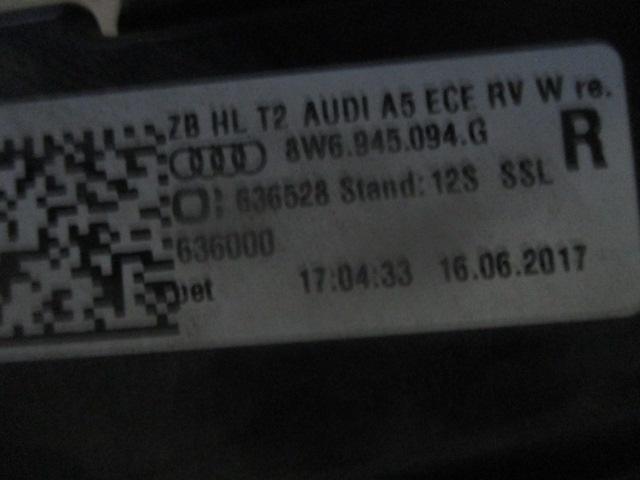 ZB HL T2 AUDI A5 ECE RV W re.
8W6.945.094.G R
: 636528 Stand: 12S SSL
636000
17:04:33 16.06.2017